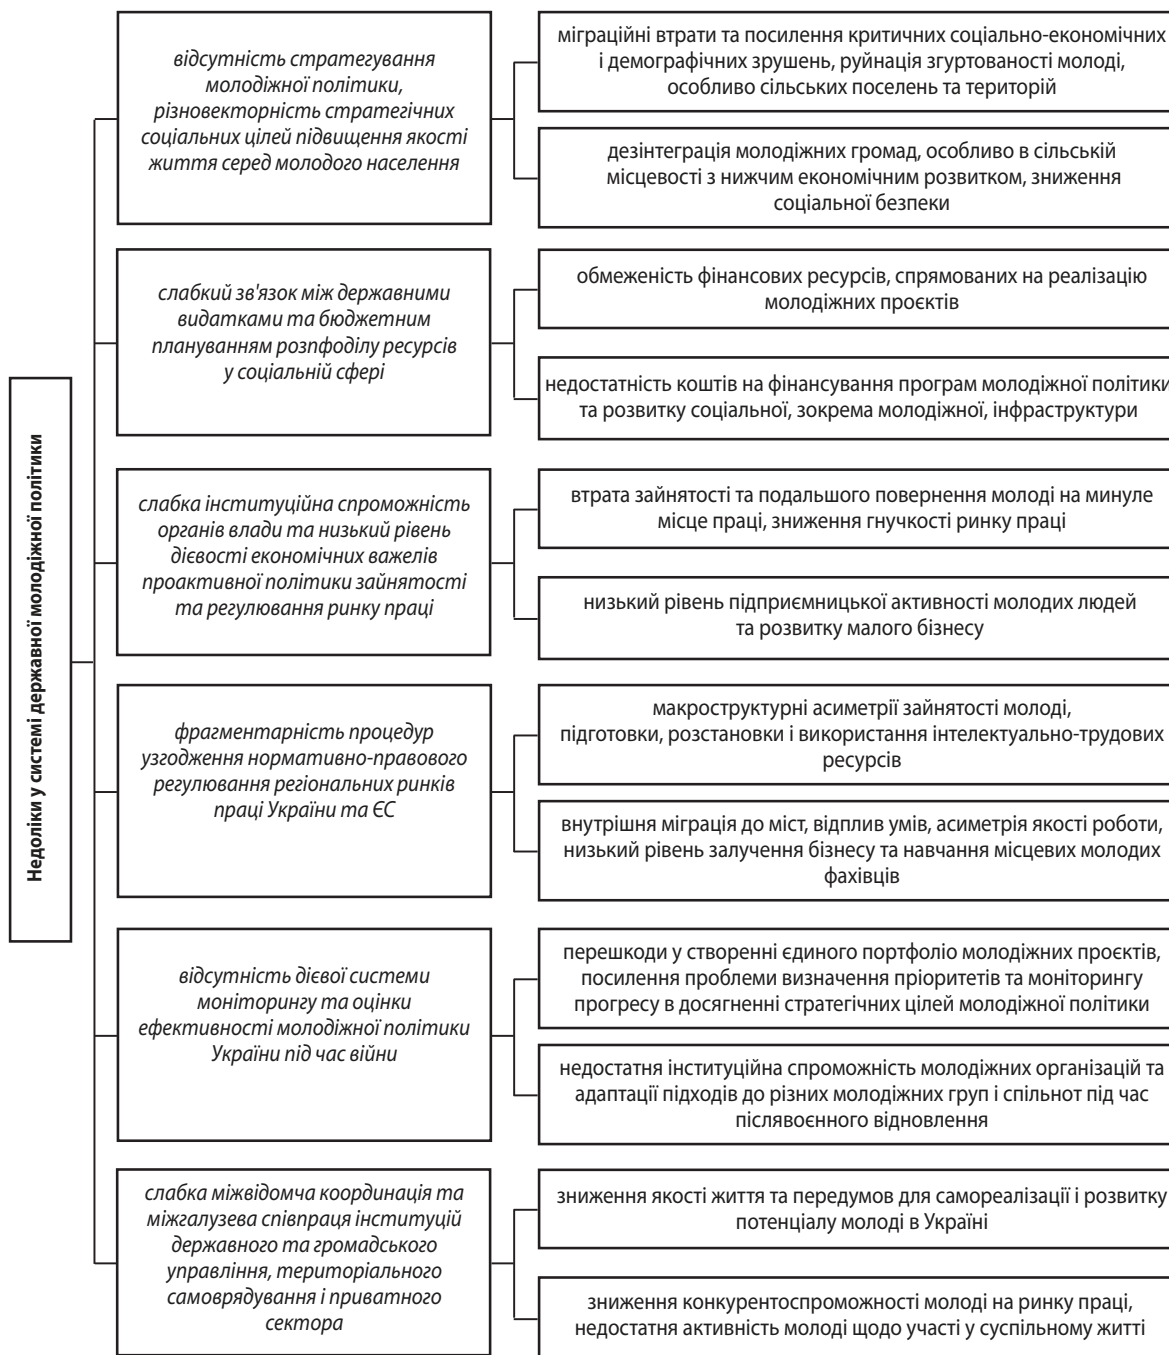 Недоліки у системі державної молодіжної політики
відсутність стратегування
молодіжної політики,
різновекторність стратегічних
соціальних цілей підвищення якості
життя серед молодого населення
міграційні втрати та посилення критичних соціально-економічних
і демографічних зрушень, руйнація згуртованості молоді,
особливо сільських поселень та територій
дезінтеграція молодіжних громад, особливо в сільській
місцевості з нижчим економічним розвитком, зниження
соціальної безпеки
слабкий зв'язок між державними
видатками та бюджетним
плануванням розпфоділу ресурсів
у соціальній сфері
обмеженість фінансових ресурсів, спрямованих на реалізацію
молодіжних проєктів
недостатність коштів на фінансування програм молодіжної політики
та розвитку соціальної, зокрема молодіжної, інфраструктури
слабка інституційна спроможність
органів влади та низький рівень
дієвості економічних важелів
проактивної політики зайнятості
та регулювання ринку праці
втрата зайнятості та подальшого повернення молоді на минуле
місце праці, зниження гнучкості ринку праці
низький рівень підприємницької активності молодих людей
та розвитку малого бізнесу
фрагментарність процедур
узгодження нормативно-правового
регулювання регіональних ринків
праці України та ЄС
макроструктурні асиметрії зайнятості молоді,
підготовки, розстановки і використання інтелектуально-трудових
ресурсів
внутрішня міграція до міст, відплив умів, асиметрія якості роботи,
низький рівень залучення бізнесу та навчання місцевих молодих
фахівців
відсутність дієвої системи
моніторингу та оцінки
ефективності молодіжної політики
України під час війни
перешкоди у створенні єдиного портфоліо молодіжних проєктів,
посилення проблеми визначення пріоритетів та моніторингу
прогресу в досягненні стратегічних цілей молодіжної політики
недостатня інституційна спроможність молодіжних організацій та
адаптації підходів до різних молодіжних груп і спільнот під час
післявоєнного відновлення
слабка міжвідомча координація та
міжгалузева співпраця інституцій
державного та громадського
управління, територіального
самоврядування і приватного
сектора
зниження якості життя та передумов для самореалізації і розвитку
потенціалу молоді в Україні
зниження конкурентоспроможності молоді на ринку праці,
недостатня активність молоді щодо участі у суспільному житті